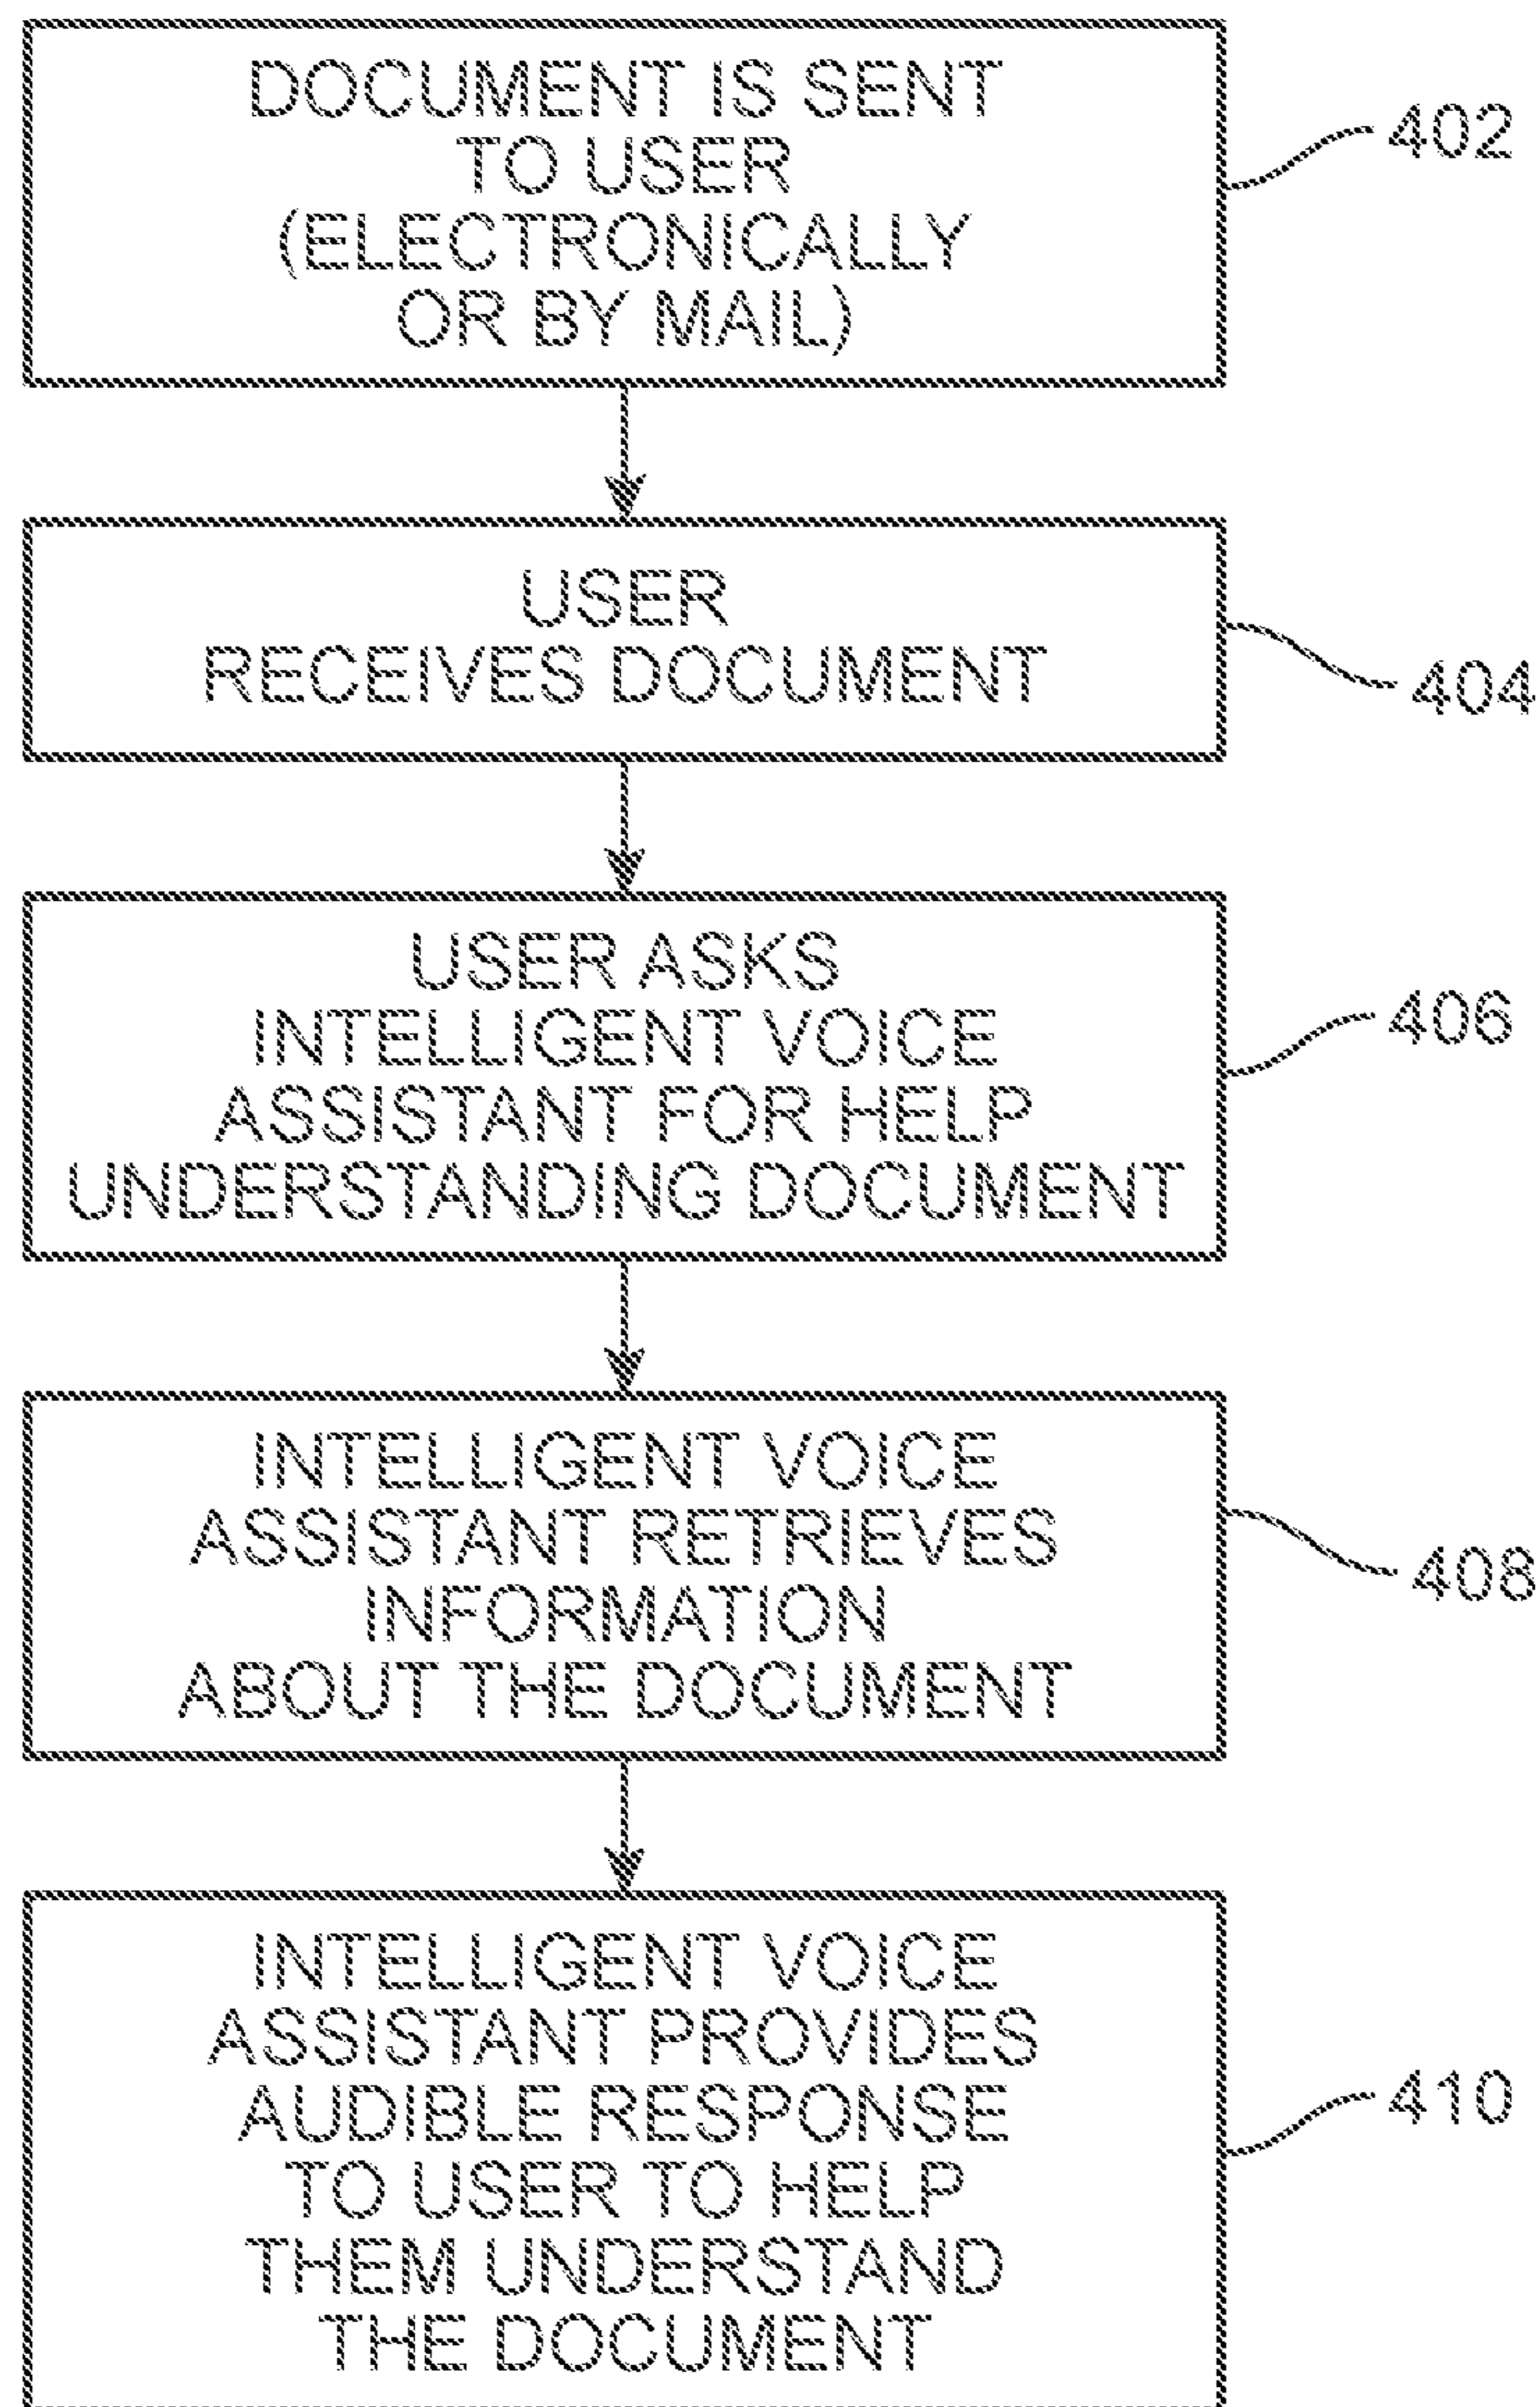 DOCUMENT IS SENT
TO USER
(ELECTRONICALLY
OR BY MAIL)
402
USER
RECEIVES DOCUMENT
404
USER ASKS
INTELLIGENT VOICE
ASSISTANT FOR HELP
UNDERSTANDING DOCUMENT
406
INTELLIGENT VOICE
ASSISTANT RETRIEVES
INFORMATION
ABOUT THE DOCUMENT
408
INTELLIGENT VOICE
ASSISTANT PROVIDES
AUDIBLE RESPONSE
TO USER TO HELP
THEM UNDERSTAND
THE DOCUMENT
410